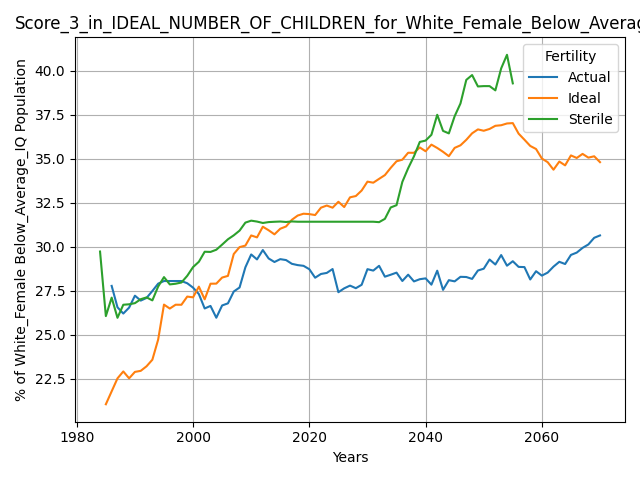 Score_3_in_IDEAL_NUMBER_OF_CHILDREN_for_White_Female_Below_Averag
% of White_Female Below_Average_IQ Population
40.0
37.5
35.0
32.5
30.0
27.5
25.0
22.5
Fertility
Actual
Ideal
Sterile
1980
2000
2020
2040
2060
Years